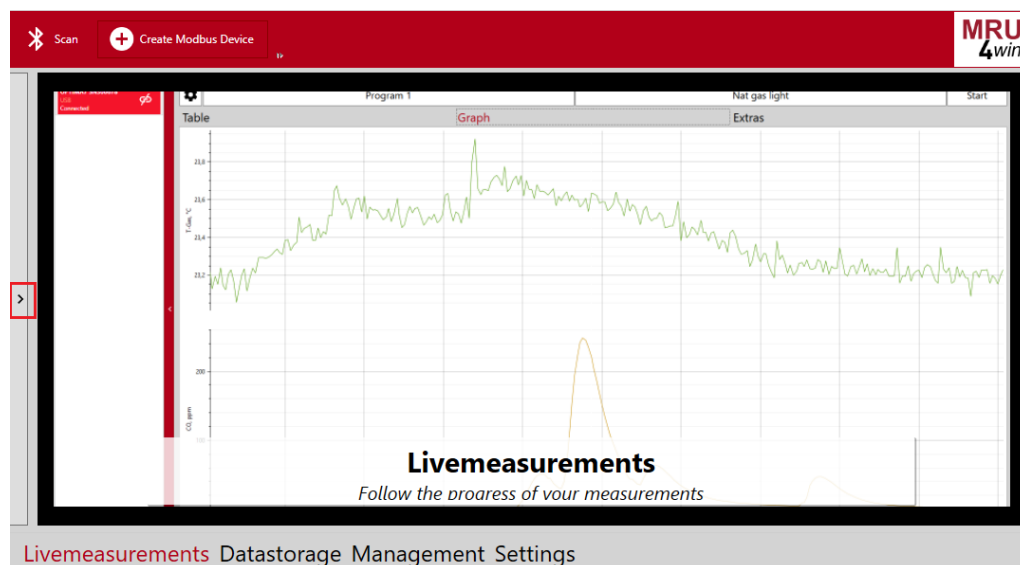 Scan
Create Modbus Device
MRU
4win
USB
Connected
Program 1
Nat gas light
Start
Table
Graph
Extras
21,8
21,6
21,4
21,2
T-Gas, °C
200
100
CO, ppm
Livemeasurements
Follow the progress of your measurements
Livemeasurements Datastorage Management Settings